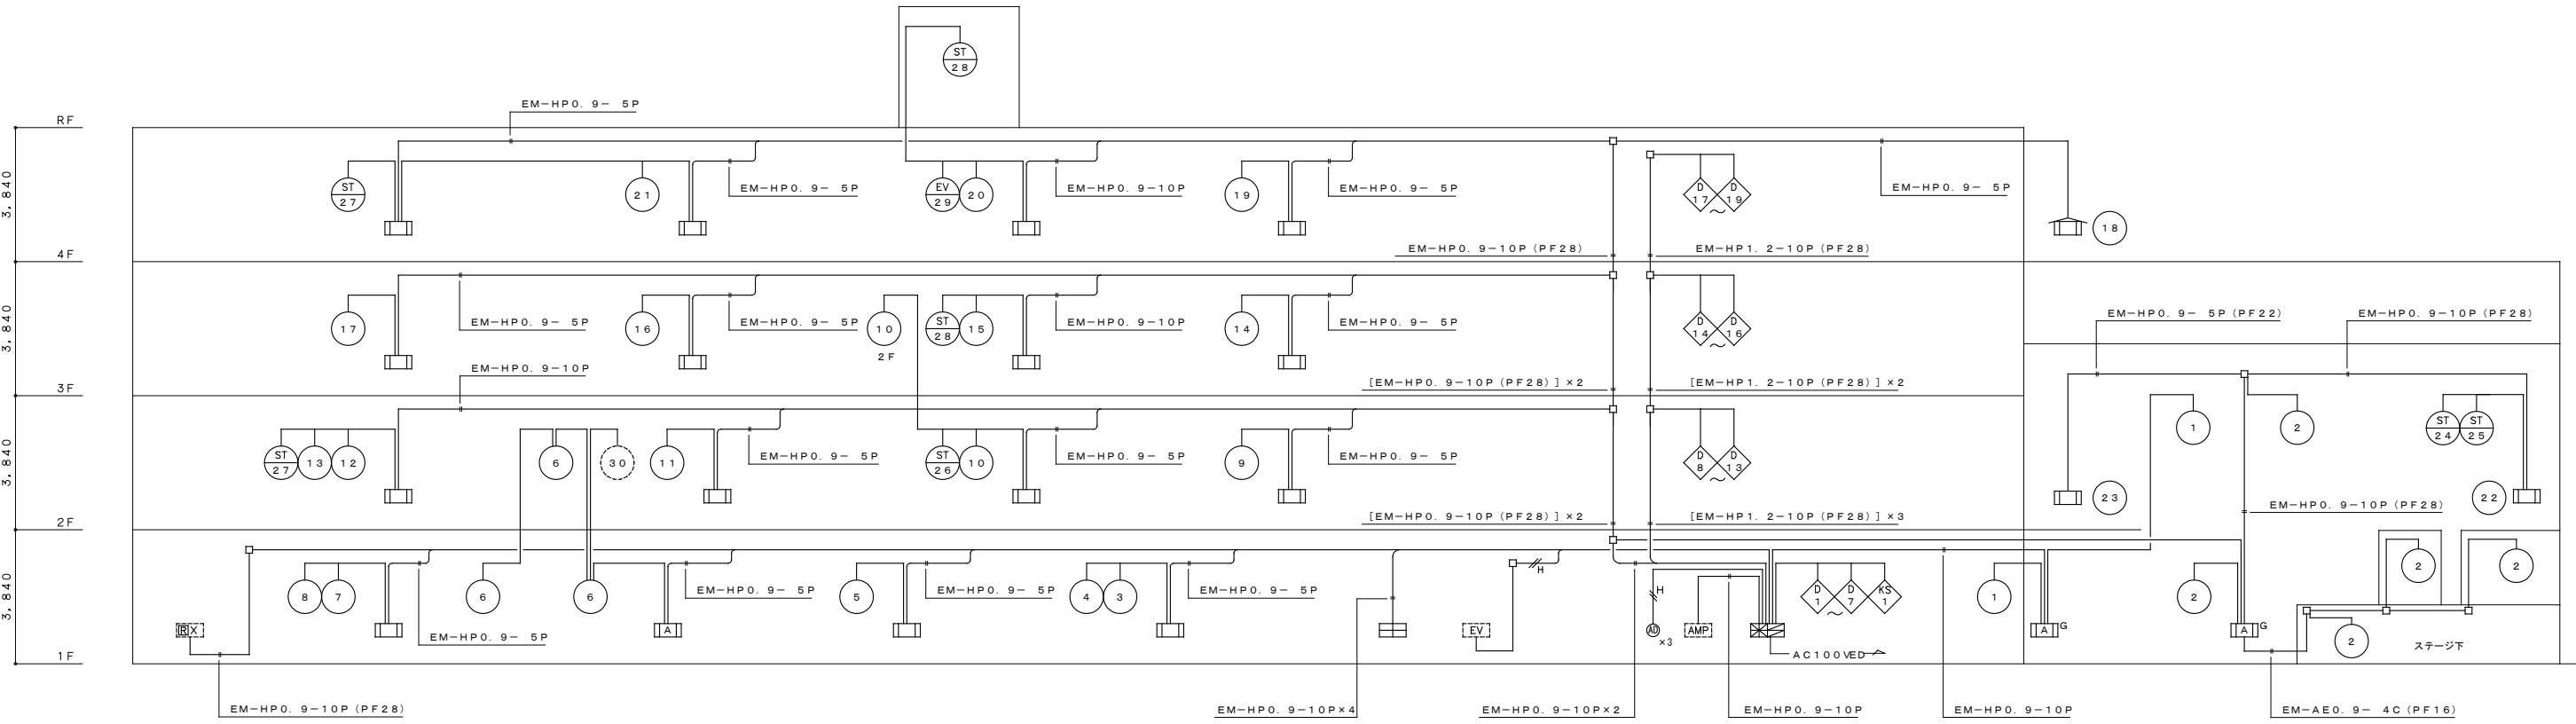 ST
28
EM-HP0.9- 5P
RF
3,840
ST
27
21
EM-HP0.9- 5P
EV
29
20
EM-HP0.9-10P
19
EM-HP0.9- 5P
D
17
D
19
～
EM-HP0.9- 5P
18
EM-HP0.9-10P(PF28)
EM-HP1.2-10P(PF28)
4F
3,840
17
EM-HP0.9- 5P
16
EM-HP0.9- 5P
10
2F
ST
28
15
EM-HP0.9-10P
14
EM-HP0.9- 5P
D
14
D
16
～
EM-HP0.9- 5P(PF22)
EM-HP0.9-10P(PF28)
EM-HP0.9-10P
[EM-HP0.9-10P(PF28)]×2
[EM-HP1.2-10P(PF28)]×2
3F
3,840
ST
27
13
12
6
30
11
EM-HP0.9- 5P
ST
26
10
EM-HP0.9- 5P
9
EM-HP0.9- 5P
D
8
D
13
～
1
2
ST
24
ST
25
23
22
EM-HP0.9-10P(PF28)
[EM-HP0.9-10P(PF28)]×2
[EM-HP1.2-10P(PF28)]×3
2F
3,840
8
7
6
6
EM-HP0.9- 5P
5
EM-HP0.9- 5P
4
3
EM-HP0.9- 5P
H
H
D
1
D
7
KS
1
～
1
2
2
2
RX
EM-HP0.9- 5P
A
EV
AD
×3
AMP
A
G
A
G
2
ステージ下
AC100V ED
1F
EM-HP0.9-10P(PF28)
EM-HP0.9-10P×4
EM-HP0.9-10P×2
EM-HP0.9-10P
EM-HP0.9-10P
EM-AE0.9- 4C(PF16)